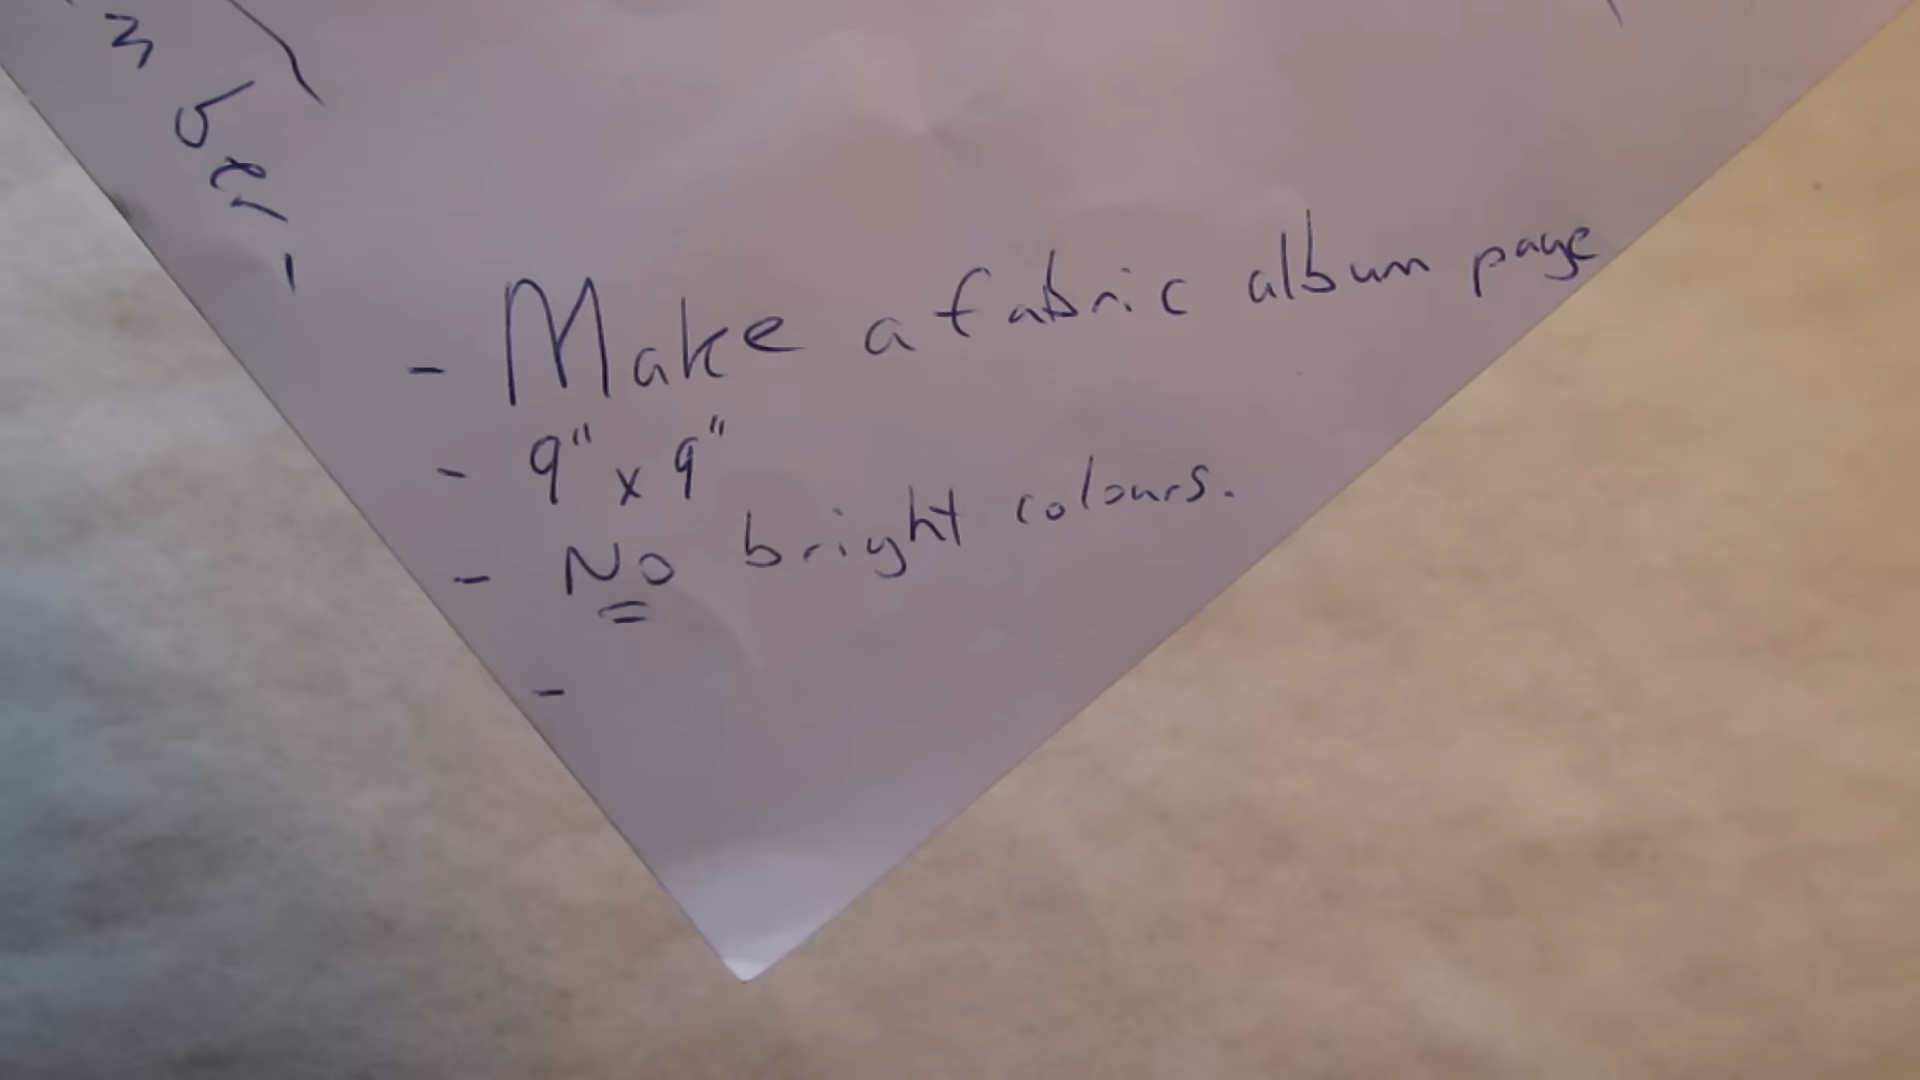 - Make a fabric album page
- 9" x 9"
- No bright colours.
-